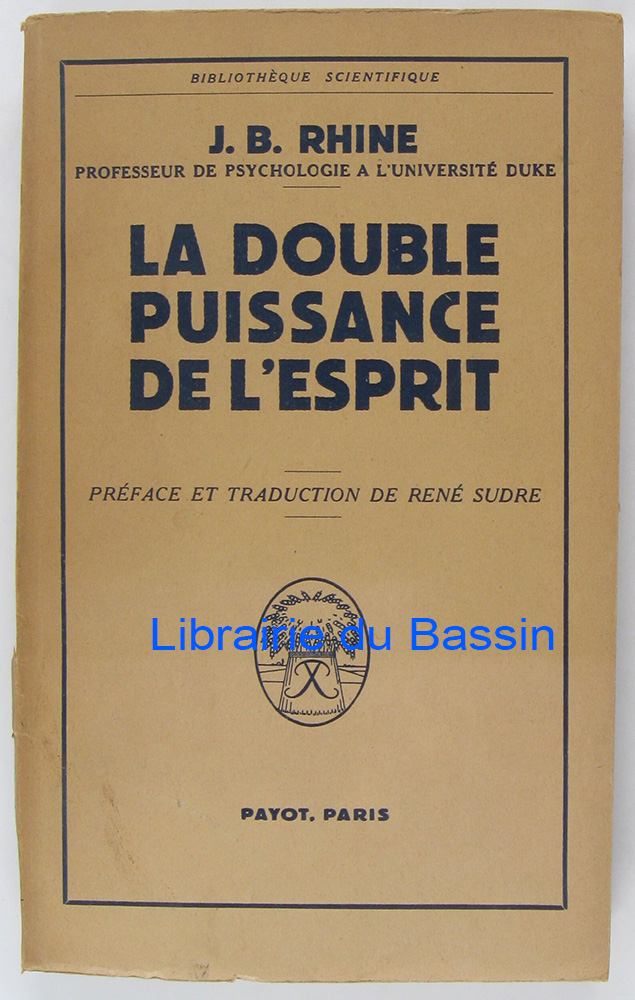 BIBLIOTHÈQUE SCIENTIFIQUE
J. B. RHINE
PROFESSEUR DE PSYCHOLOGIE A L'UNIVERSITÉ DUKE
LA DOUBLE
PUISSANCE
DE L'ESPRIT
PRÉFACE ET TRADUCTION DE RENÉ SUDRE
Librairie du Bassin
PAYOT, PARIS